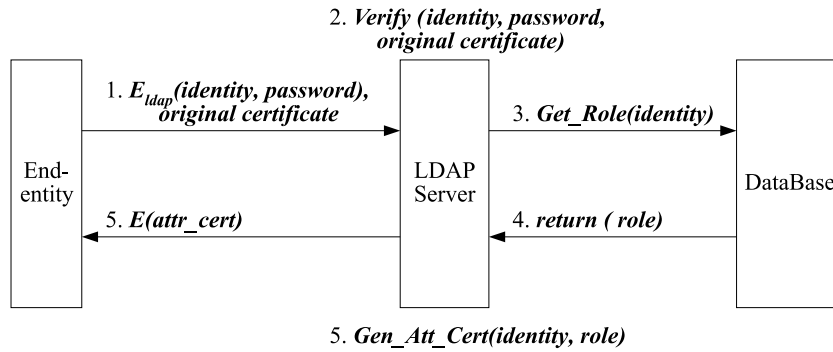 2. Verify (identity, password,
original certificate)
1. E_ldap(identity, password),
original certificate
3. Get_Role(identity)
End-
entity
LDAP
Server
DataBase
5. E(attr_cert)
4. return ( role)
5. Gen_Att_Cert(identity, role)